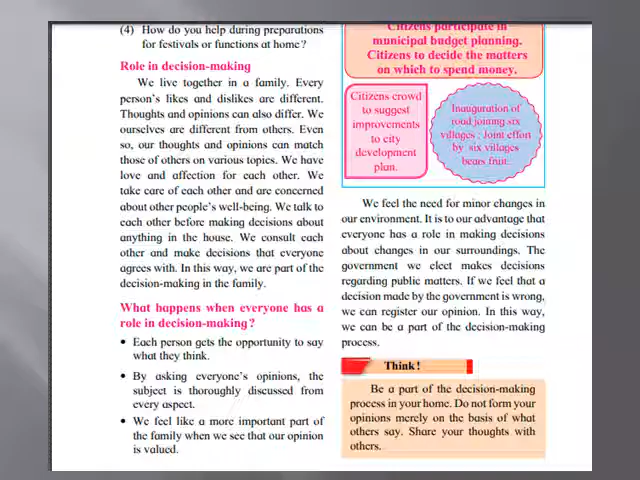 (4) How do you help during preparations
for festivals or functions at home?
Role in decision-making
We live together in a family. Every
person's likes and dislikes are different.
Thoughts and opinions can also differ. We
ourselves are different from others. Even
so, our thoughts and opinions can match
those of others on various topics. We have
love and affection for each other. We
take care of each other and are concerned
about other people's well-being. We talk to
each other before making decisions about
anything in the house. We consult each
other and make decisions that everyone
agrees with. In this way, we are part of the
decision-making in the family.
What happens when everyone has a
role in decision-making?
• Each person gets the opportunity to say
what they think.
• By asking everyone's opinions, the
subject is thoroughly discussed from
every aspect.
• We feel like a more important part of
the family when we see that our opinion
is valued.
Citizens participate in
municipal budget planning.
Citizens to decide the matters
on which to spend money.
Citizens crowd
to suggest
improvements
to city
development
plan.
Inauguration of
road joining six
villages : Joint effort
by six villages
bears fruit.
We feel the need for minor changes in
our environment. It is to our advantage that
everyone has a role in making decisions
about changes in our surroundings. The
government we elect makes decisions
regarding public matters. If we feel that a
decision made by the government is wrong,
we can register our opinion. In this way,
we can be a part of the decision-making
process.
Think!
Be a part of the decision-making
process in your home. Do not form your
opinions merely on the basis of what
others say. Share your thoughts with
others.